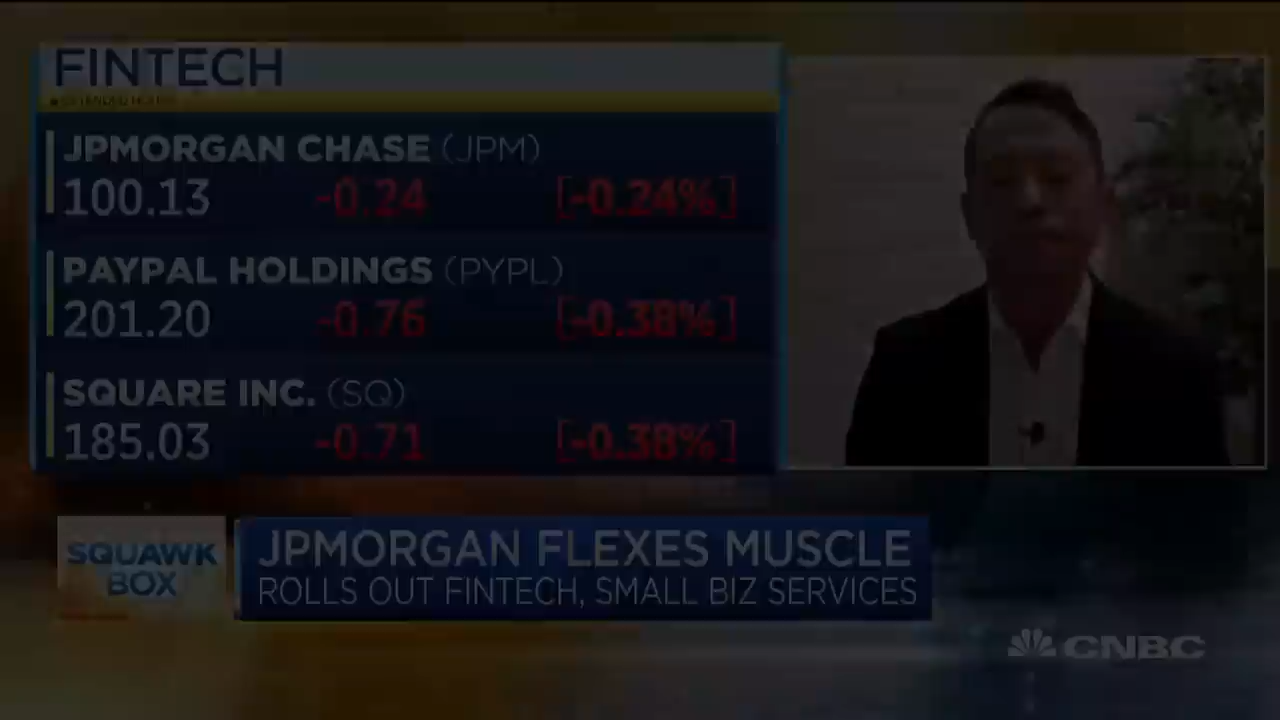 FINTECH
EXTENDED HOURS
JPMORGAN CHASE (JPM)
100.13 -0.24 [-0.24%]
PAYPAL HOLDINGS (PYPL)
201.20 -0.76 [-0.38%]
SQUARE INC. (SQ)
185.03 -0.71 [-0.38%]
SQUAWK
BOX
JPMORGAN FLEXES MUSCLE
ROLLS OUT FINTECH, SMALL BIZ SERVICES
CNBC